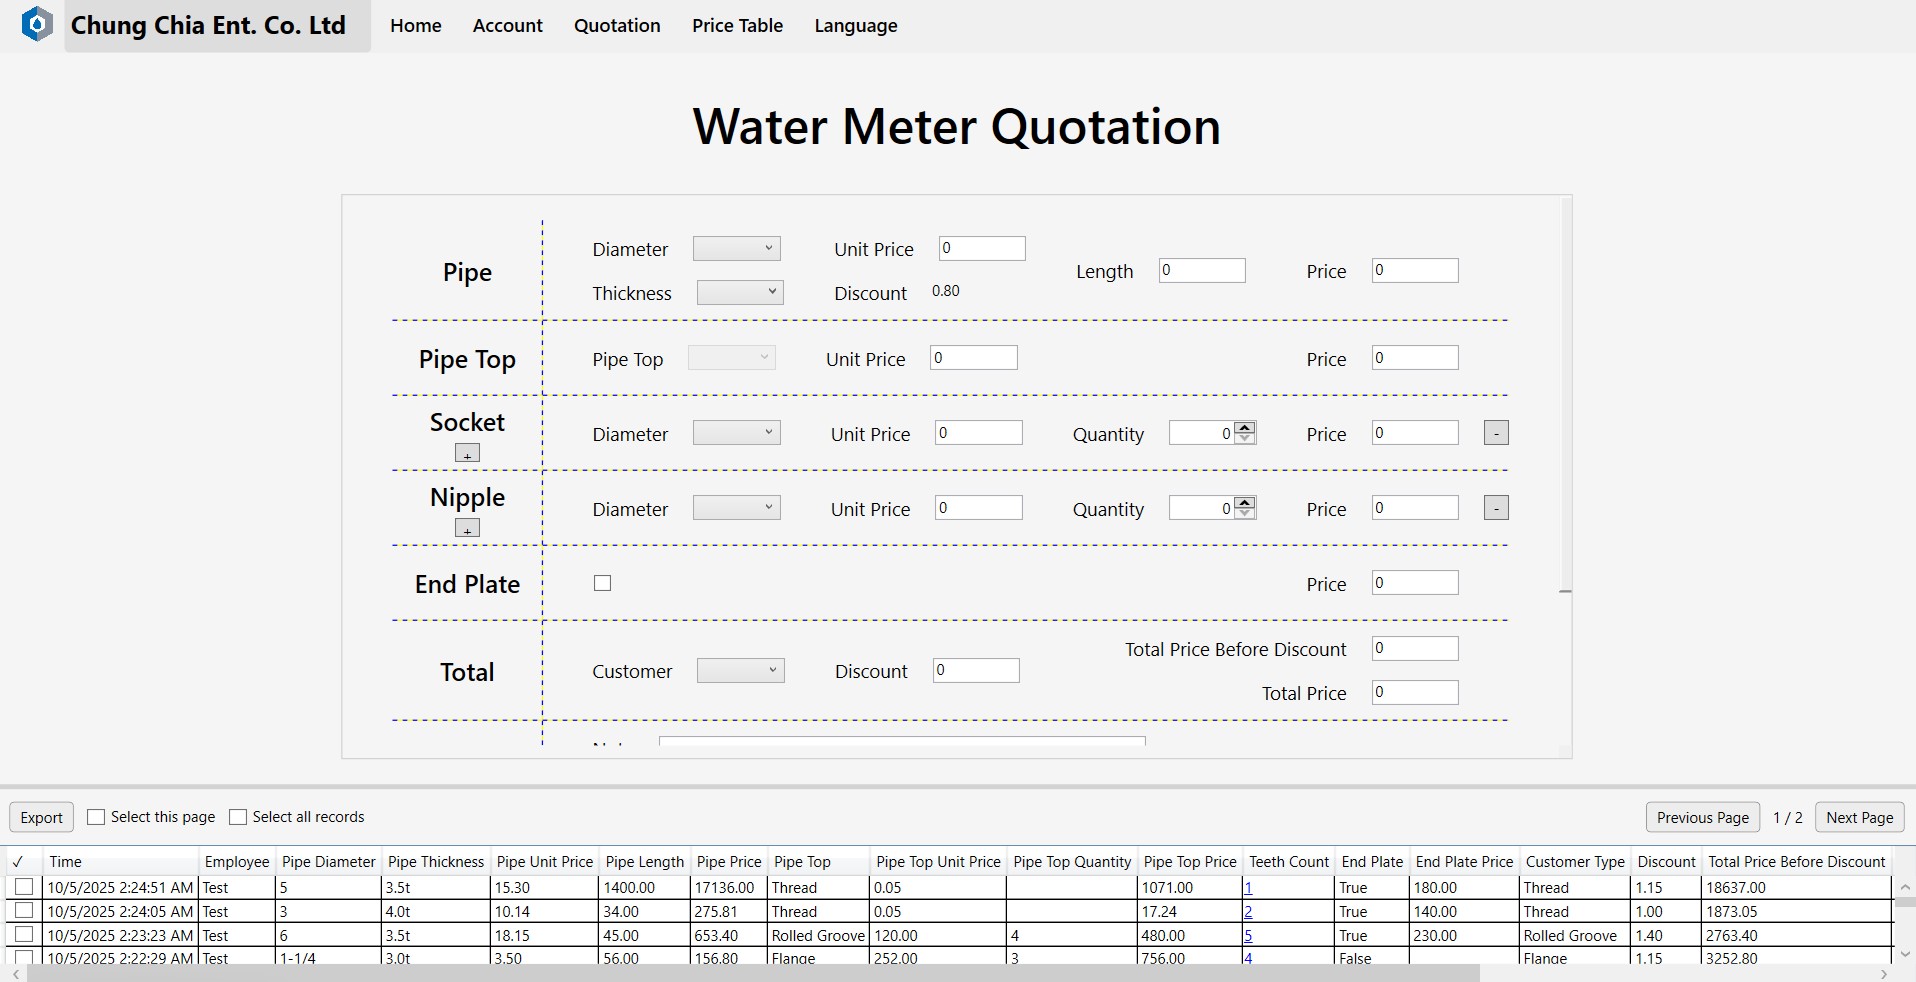 Chung Chia Ent. Co. Ltd Home Account Quotation Price Table Language
Water Meter Quotation
Pipe
Diameter Unit Price 0
Thickness Discount 0.80
Length 0 Price 0
Pipe Top Pipe Top Unit Price 0 Price 0
Socket
+
Diameter Unit Price 0 Quantity 0 Price 0 -
Nipple
+
Diameter Unit Price 0 Quantity 0 Price 0 -
End Plate Price 0
Total Customer Discount 0
Total Price Before Discount 0
Total Price 0
Export Select this page Select all records Previous Page 1 / 2 Next Page
✓ Time Employee Pipe Diameter Pipe Thickness Pipe Unit Price Pipe Length Pipe Price Pipe Top Pipe Top Unit Price Pipe Top Quantity Pipe Top Price Teeth Count End Plate End Plate Price Customer Type Discount Total Price Before Discount
10/5/2025 2:24:51 AM Test 5 3.5t 15.30 1400.00 17136.00 Thread 0.05 1071.00 1 True 180.00 Thread 1.15 18637.00
10/5/2025 2:24:05 AM Test 3 4.0t 10.14 34.00 275.81 Thread 0.05 17.24 2 True 140.00 Thread 1.00 1873.05
10/5/2025 2:23:23 AM Test 6 3.5t 18.15 45.00 653.40 Rolled Groove 120.00 4 480.00 5 True 230.00 Rolled Groove 1.40 2763.40
10/5/2025 2:22:29 AM Test 1-1/4 3.0t 3.50 56.00 156.80 Flange 252.00 3 756.00 4 False Flange 1.15 3252.80